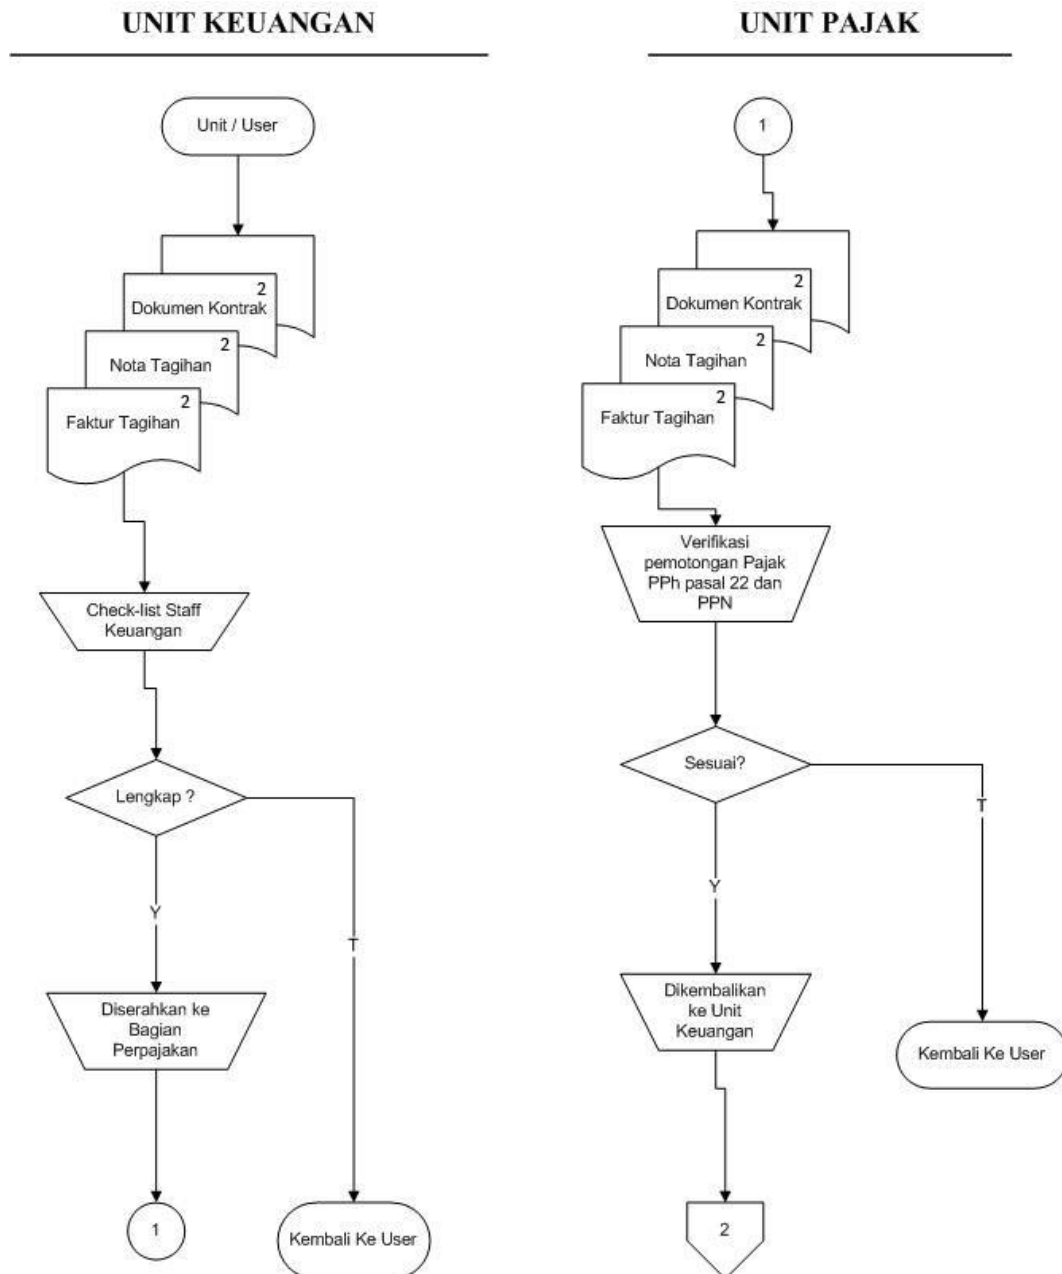 UNIT KEUANGAN
Unit / User
2
Dokumen Kontrak
2
Nota Tagihan
2
Faktur Tagihan
Check-list Staff
Keuangan
Lengkap ?
Y
T
Diserahkan ke
Bagian
Perpajakan
1
Kembali Ke User
UNIT PAJAK
1
2
Dokumen Kontrak
2
Nota Tagihan
2
Faktur Tagihan
Verifikasi
pemotongan Pajak
PPh pasal 22 dan
PPN
Sesuai?
T
Y
Dikembalikan
ke Unit
Keuangan
Kembali Ke User
2